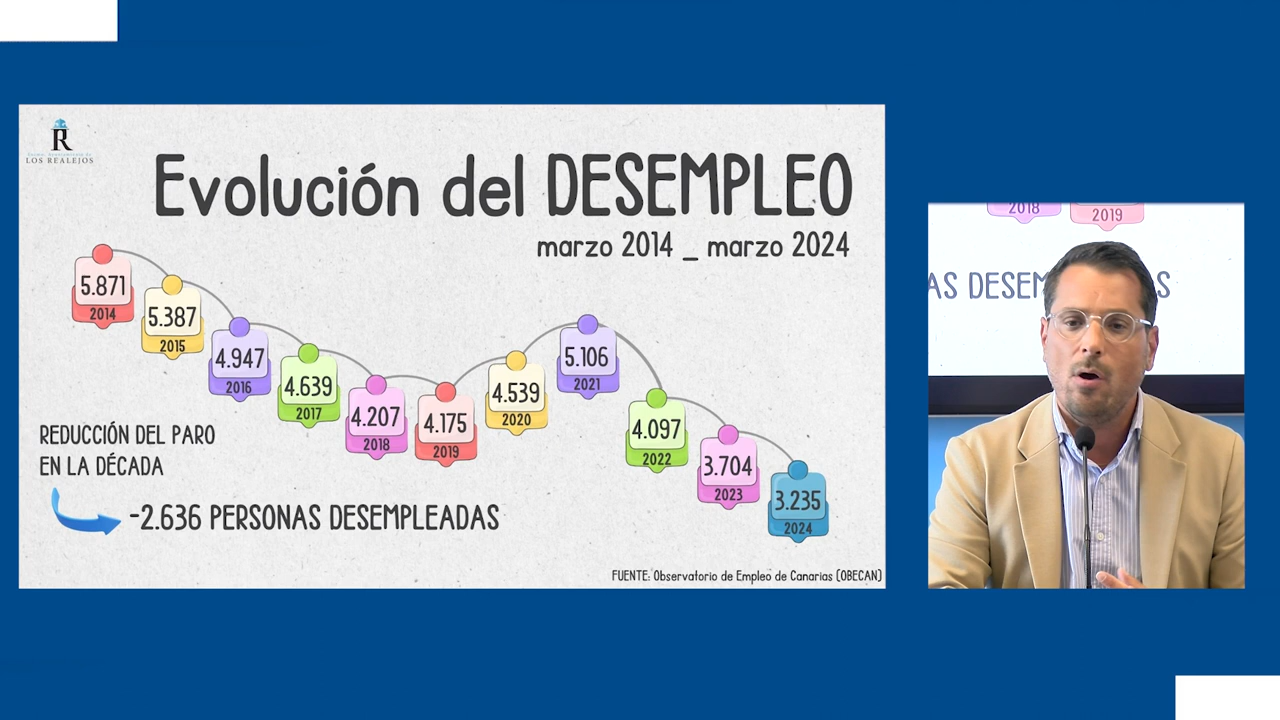 R
LOS REALEJOS
Evolución del DESEMPLEO
marzo 2014 _ marzo 2024
5.871
2014
5.387
2015
4.947
2016
4.639
2017
4.207
2018
4.175
2019
4.539
2020
5.106
2021
4.097
2022
3.704
2023
3.235
2024
REDUCCIÓN DEL PARO
EN LA DÉCADA
-2.636 PERSONAS DESEMPLEADAS
FUENTE: Observatorio de Empleo de Canarias (OBECAN)
2018
2019
AS DESEM
S